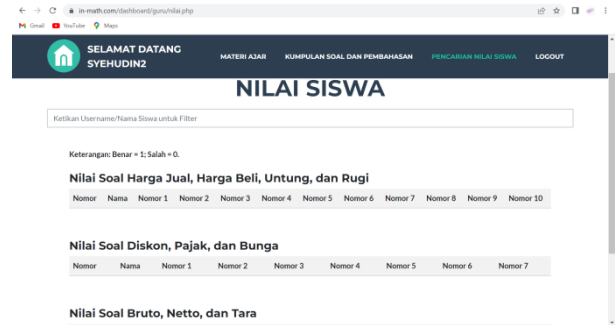 in-math.com/dashboard/guru/nilai.php
Gmail YouTube Maps
SELAMAT DATANG
SYEHUDIN2
MATERI AJAR KUMPULAN SOAL DAN PEMBAHASAN PENCARIAN NILAI SISWA LOGOUT
NILAI SISWA
Ketikan Username/Nama Siswa untuk Filter
Keterangan: Benar = 1; Salah = 0.
Nilai Soal Harga Jual, Harga Beli, Untung, dan Rugi
Nomor Nama Nomor 1 Nomor 2 Nomor 3 Nomor 4 Nomor 5 Nomor 6 Nomor 7 Nomor 8 Nomor 9 Nomor 10
Nilai Soal Diskon, Pajak, dan Bunga
Nomor Nama Nomor 1 Nomor 2 Nomor 3 Nomor 4 Nomor 5 Nomor 6 Nomor 7
Nilai Soal Bruto, Netto, dan Tara